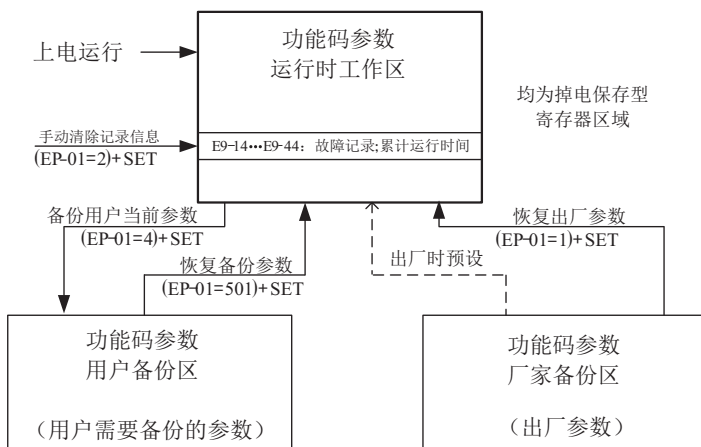 功能码参数
上电运行
运行时工作区
均为掉电保存型
寄存器区域
手动清除记录信息
(EP-01=2)+SET
E9-14•••E9-44：故障记录;累计运行时间
备份用户当前参数
(EP-01=4)+SET
恢复出厂参数
(EP-01=1)+SET
恢复备份参数
(EP-01=501)+SET
出厂时预设
功能码参数
用户备份区
(用户需要备份的参数)
功能码参数
厂家备份区
(出厂参数)